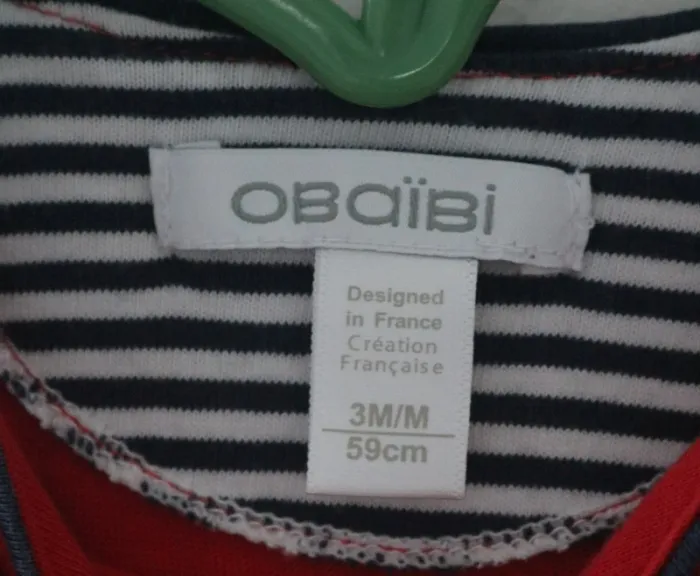 OBaïBi
Designed
in France
Création
Française
3M/M
59cm